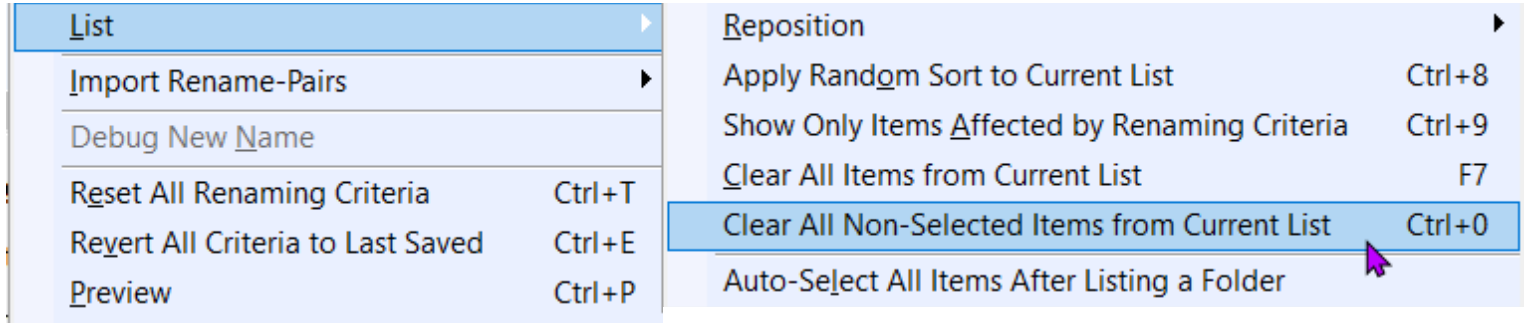 List
Import Rename-Pairs
Debug New Name
Reset All Renaming Criteria Ctrl+T
Revert All Criteria to Last Saved Ctrl+E
Preview Ctrl+P
Reposition
Apply Random Sort to Current List Ctrl+8
Show Only Items Affected by Renaming Criteria Ctrl+9
Clear All Items from Current List F7
Clear All Non-Selected Items from Current List Ctrl+0
Auto-Select All Items After Listing a Folder